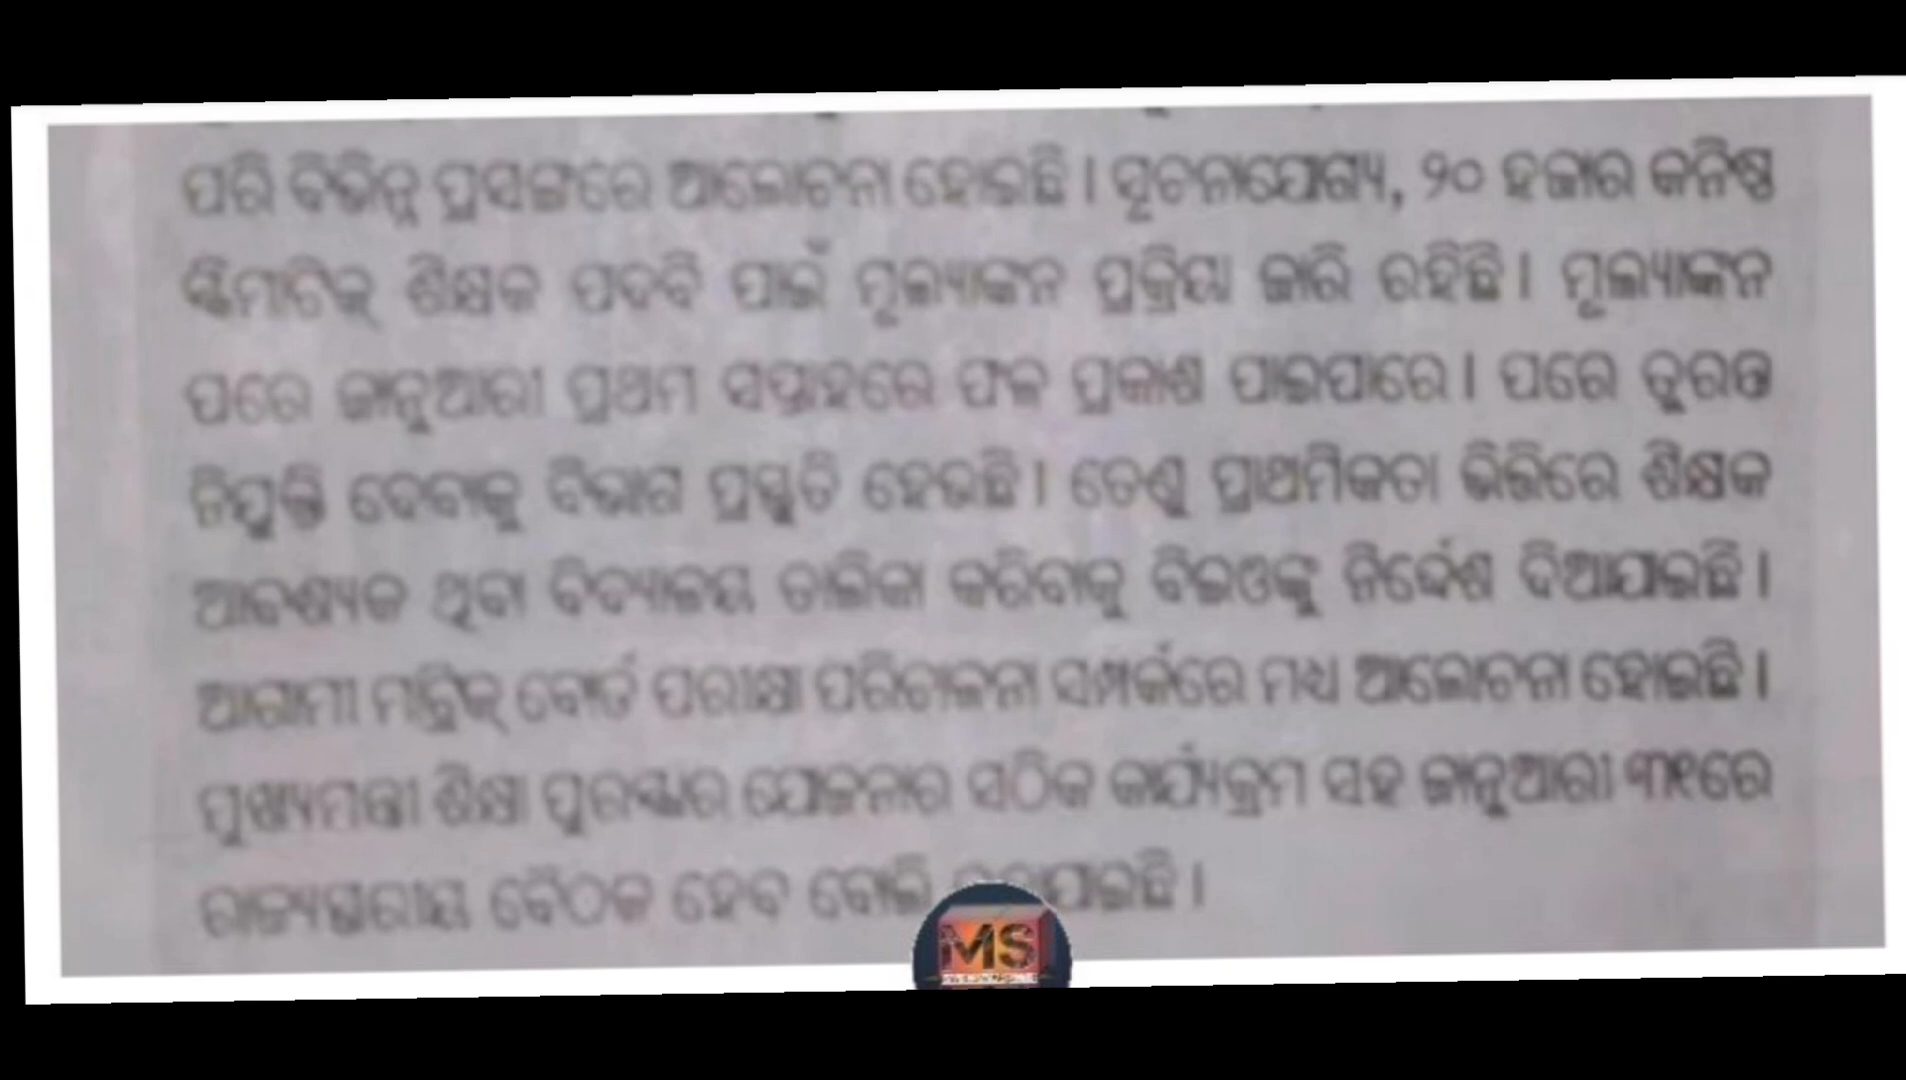 ପରି ବିଭିନ୍ନ ପ୍ରସଙ୍ଗରେ ଆଲୋଚନା ହୋଇଛି । ସୂଚନାଯୋଗ୍ୟ, ୨୦ ହଜାର କନିଷ୍ଠ
ସ୍କିମାଟିକ୍ ଶିକ୍ଷକ ପଦବି ପାଇଁ ମୂଲ୍ୟାଙ୍କନ ପ୍ରକ୍ରିୟା ଜାରି ରହିଛି । ମୂଲ୍ୟାଙ୍କନ
ପରେ ଜାନୁଆରୀ ପ୍ରଥମ ସପ୍ତାହରେ ଫଳ ପ୍ରକାଶ ପାଇପାରେ । ପରେ ତୁରନ୍ତ
ନିଯୁକ୍ତି ଦେବାକୁ ବିଭାଗ ପ୍ରସ୍ତୁତି ହେଉଛି । ତେଣୁ ପ୍ରାଥମିକତା ଭିତ୍ତିରେ ଶିକ୍ଷକ
ଆବଶ୍ୟକ ଥିବା ବିଦ୍ୟାଳୟ ତାଲିକା କରିବାକୁ ବିଇଓଙ୍କୁ ନିର୍ଦ୍ଦେଶ ଦିଆଯାଇଛି ।
ଆଗାମୀ ମାଟ୍ରିକ୍ ବୋର୍ଡ ପରୀକ୍ଷା ପରିଚାଳନା ସମ୍ପର୍କରେ ମଧ୍ୟ ଆଲୋଚନା ହୋଇଛି ।
ମୁଖ୍ୟମନ୍ତ୍ରୀ ଶିକ୍ଷା ପୁରସ୍କାର ଯୋଜନାର ସଠିକ କାର୍ଯ୍ୟକ୍ରମ ସହ ଜାନୁଆରୀ ୩୧ରେ
ରାଜ୍ୟସ୍ତରୀୟ ବୈଠକ ହେବ ବୋଲି
MS